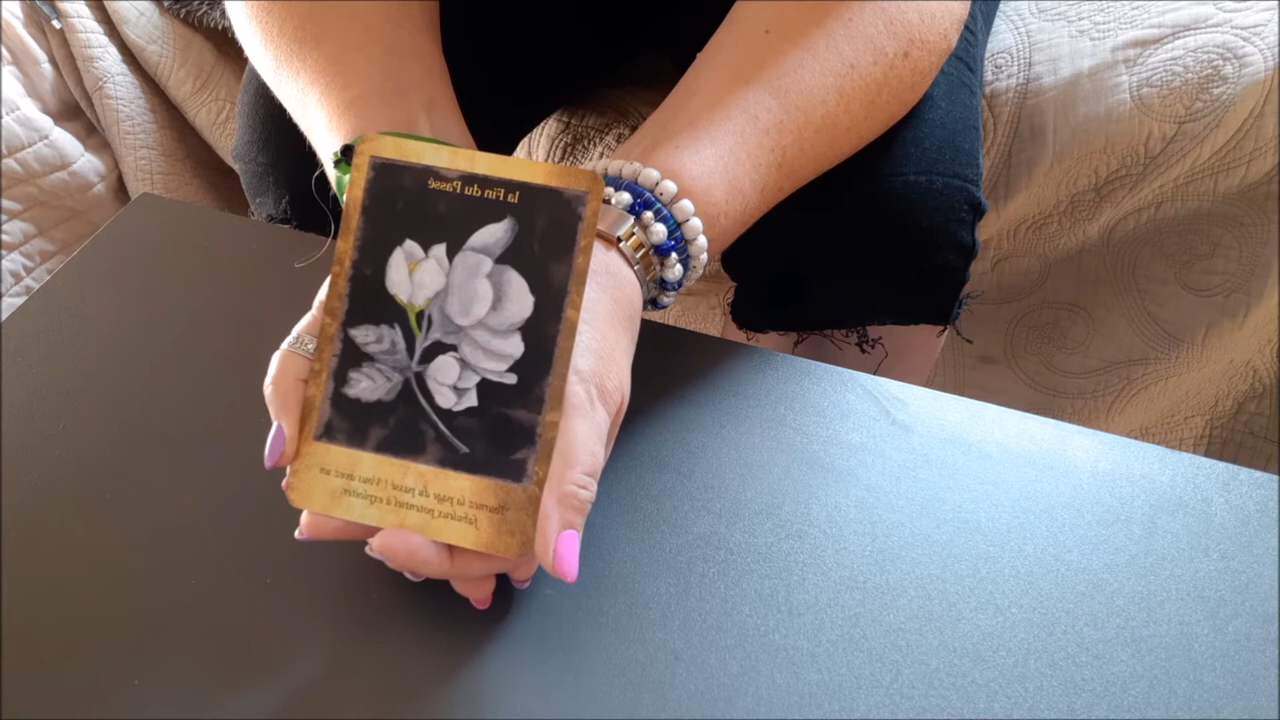 la Fin du Passé
Tournez la page du passé ! Vous avez un
fabuleux potentiel à exploiter.